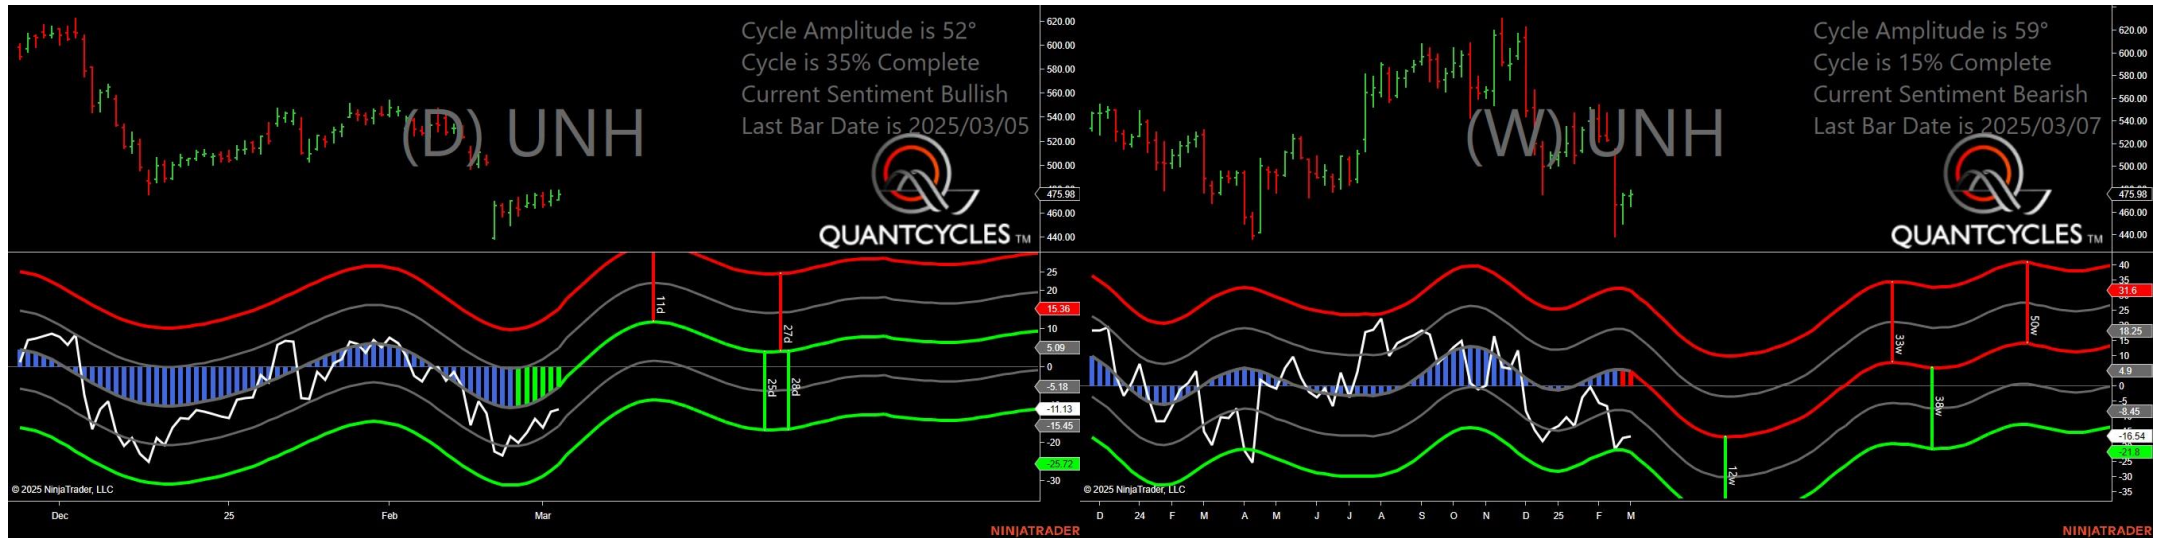 Cycle Amplitude is 52°
Cycle is 35% Complete
Current Sentiment Bullish
Last Bar Date is 2025/03/05
(D) UNH
QUANTCYCLES TM
620.00
600.00
580.00
560.00
540.00
520.00
500.00
475.98
460.00
440.00
11d
27d
25d
28d
25
20
15.36
10
5.09
0
-5.18
-11.13
-15.45
-20
-25.72
-30
© 2025 NinjaTrader, LLC
Dec
25
Feb
Mar
NINJATRADER
Cycle Amplitude is 59°
Cycle is 15% Complete
Current Sentiment Bearish
Last Bar Date is 2025/03/07
(W) UNH
QUANTCYCLES TM
620.00
600.00
580.00
560.00
540.00
520.00
500.00
475.98
460.00
440.00
12w
33w
38w
50w
40
35
31.6
25
18.25
15
10
4.9
0
-5
-8.45
-16.54
-21.8
-25
-30
-35
© 2025 NinjaTrader, LLC
D 24 F M A M J J A S O N D 25 F M
NINJATRADER